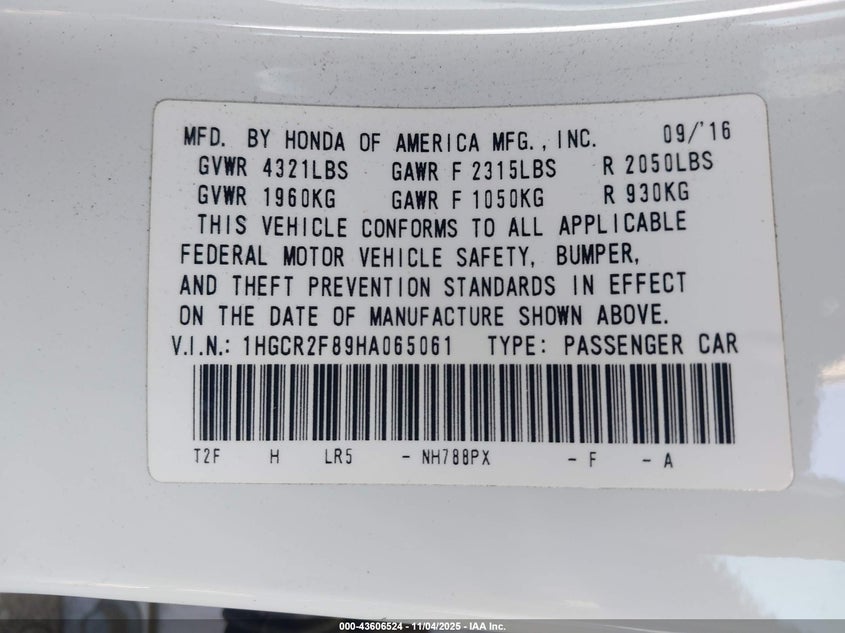 MFD. BY HONDA OF AMERICA MFG., INC. 09/'16
GVWR 4321LBS GAWR F 2315LBS R 2050LBS
GVWR 1960KG GAWR F 1050KG R 930KG
THIS VEHICLE CONFORMS TO ALL APPLICABLE
FEDERAL MOTOR VEHICLE SAFETY, BUMPER,
AND THEFT PREVENTION STANDARDS IN EFFECT
ON THE DATE OF MANUFACTURE SHOWN ABOVE.
V.I.N.: 1HGCR2F89HA065061 TYPE: PASSENGER CAR
T2F H LR5 - NH788PX - F - A
000-43606524 - 11/04/2025 - IAA Inc.